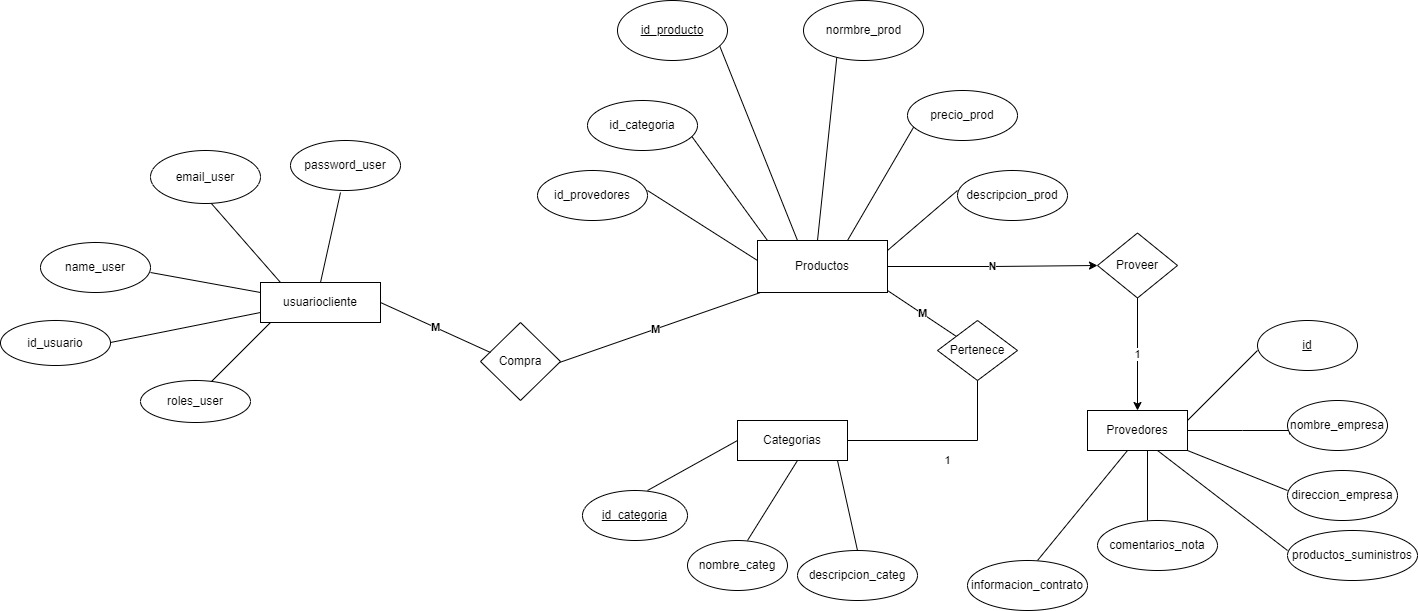 id_producto
normbre_prod
id_categoria
precio_prod
id_provedores
descripcion_prod
email_user
password_user
name_user
usuariocliente
id_usuario
roles_user
M
Compra
M
Productos
N
Proveer
M
Pertenece
1
1
Categorias
id_categoria
nombre_categ
descripcion_categ
Provedores
id
nombre_empresa
direccion_empresa
productos_suministros
comentarios_nota
informacion_contrato